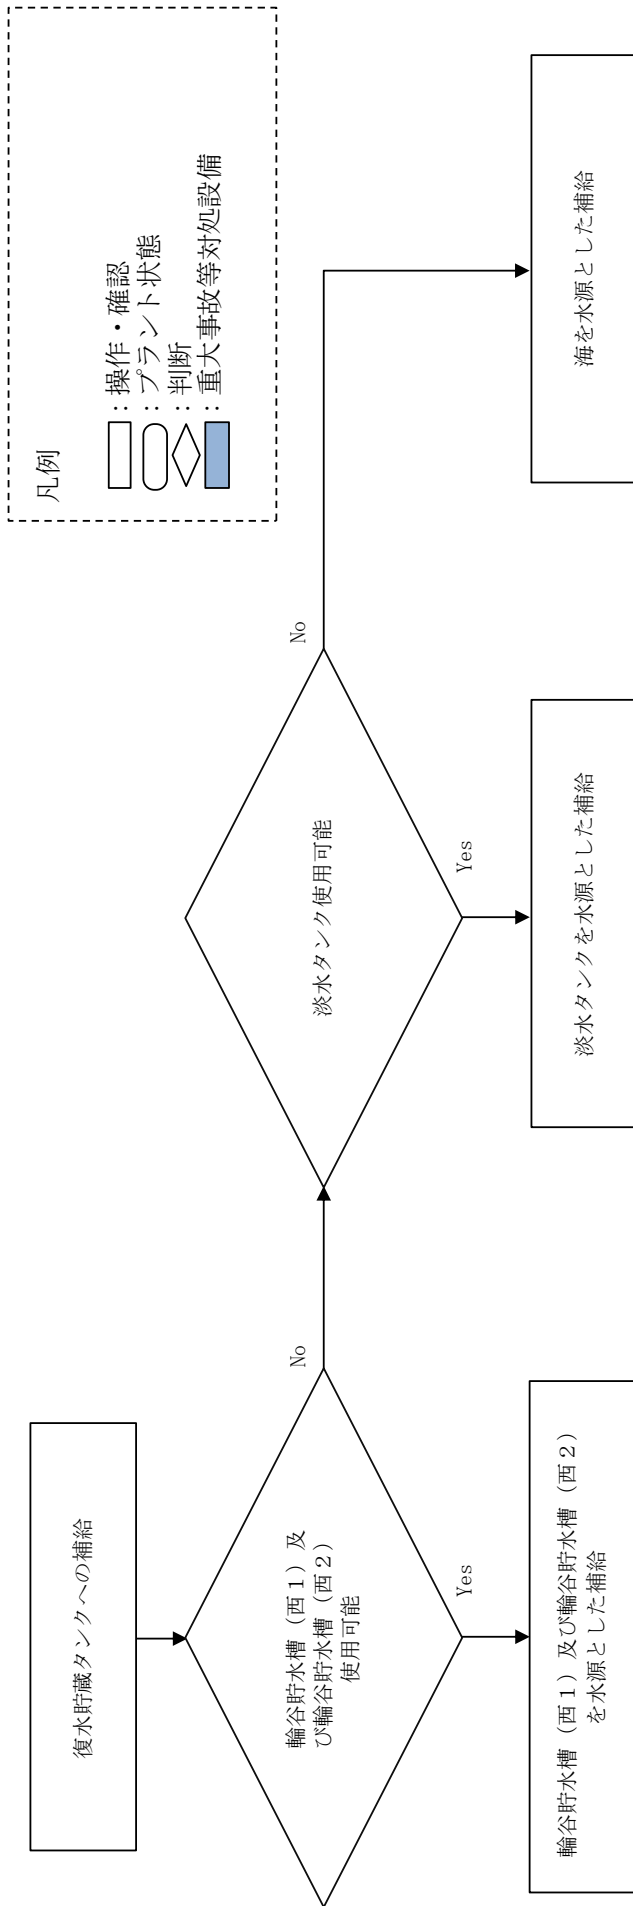 復水貯蔵タンクへの補給
輪谷貯水槽（西１）及
び輪谷貯水槽（西２）
使用可能
No
Yes
輪谷貯水槽（西１）及び輪谷貯水槽（西２）
を水源とした補給
淡水タンク使用可能
No
Yes
淡水タンクを水源とした補給
海を水源とした補給
凡例
：操作・確認
：プラント状態
：判断
：重大事故等対処設備